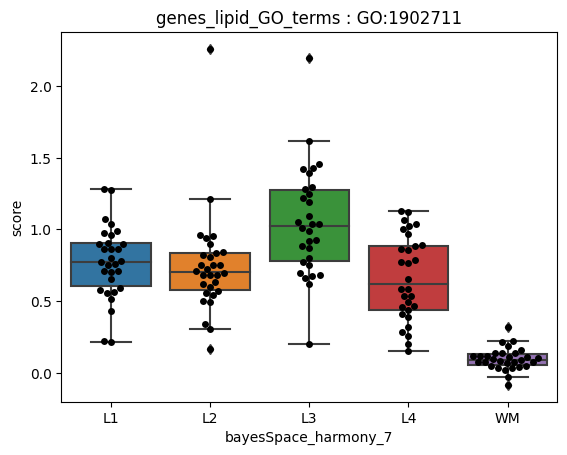 genes_lipid_GO_terms : GO:1902711
score
2.0
1.5
1.0
0.5
0.0
L1 L2 L3 L4 WM
bayesSpace_harmony_7